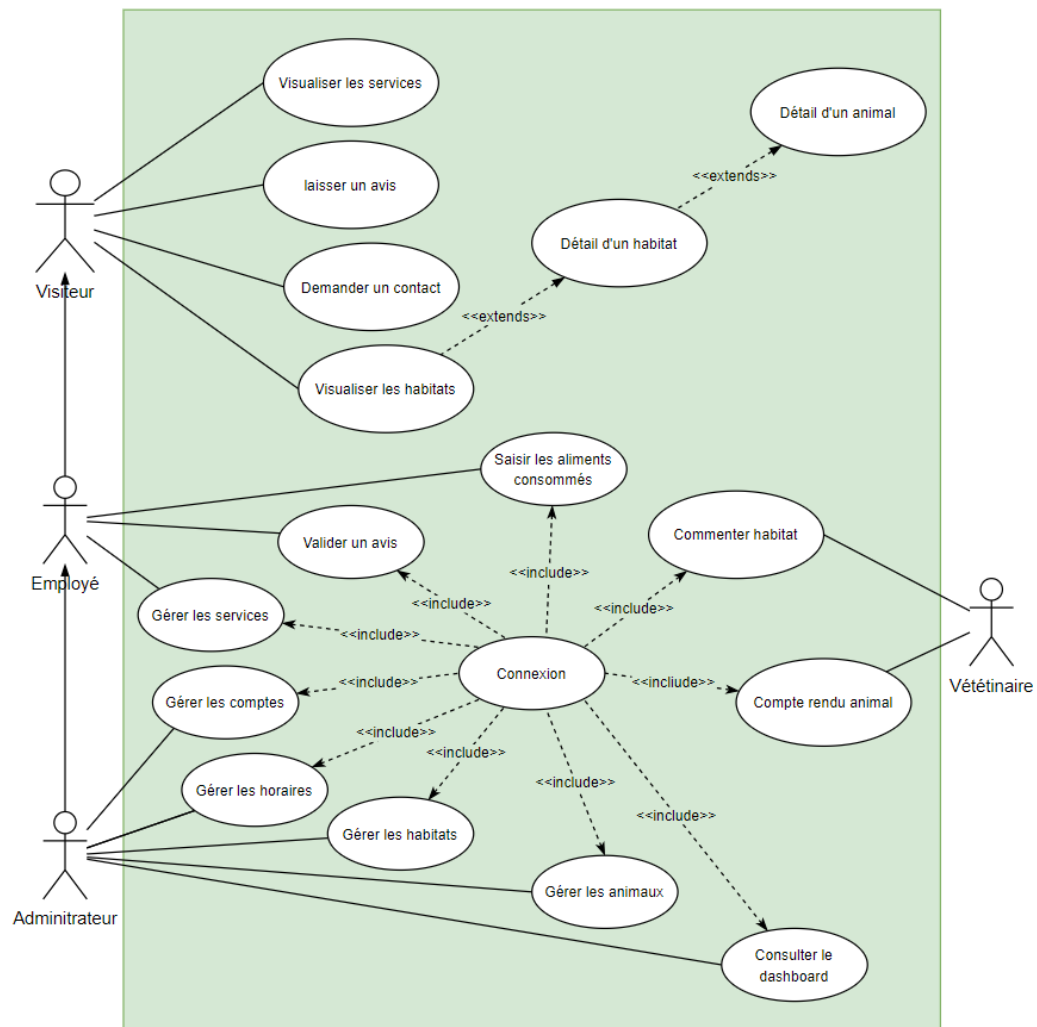 Visualiser les services
Détail d'un animal
<<extends>>
laisser un avis
Détail d'un habitat
Visiteur
Demander un contact
<<extends>>
Visualiser les habitats
Saisir les aliments
consommés
Valider un avis
Commenter habitat
<<include>>
Employé
<<include>>
<<include>>
Gérer les services
<<include>>
Connexion
<<incliude>>
Vététinaire
<<include>>
Gérer les comptes
Compte rendu animal
<<include>>
<<include>>
Gérer les horaires
<<include>>
<<include>>
Gérer les habitats
Gérer les animaux
Adminitrateur
Consulter le
dashboard